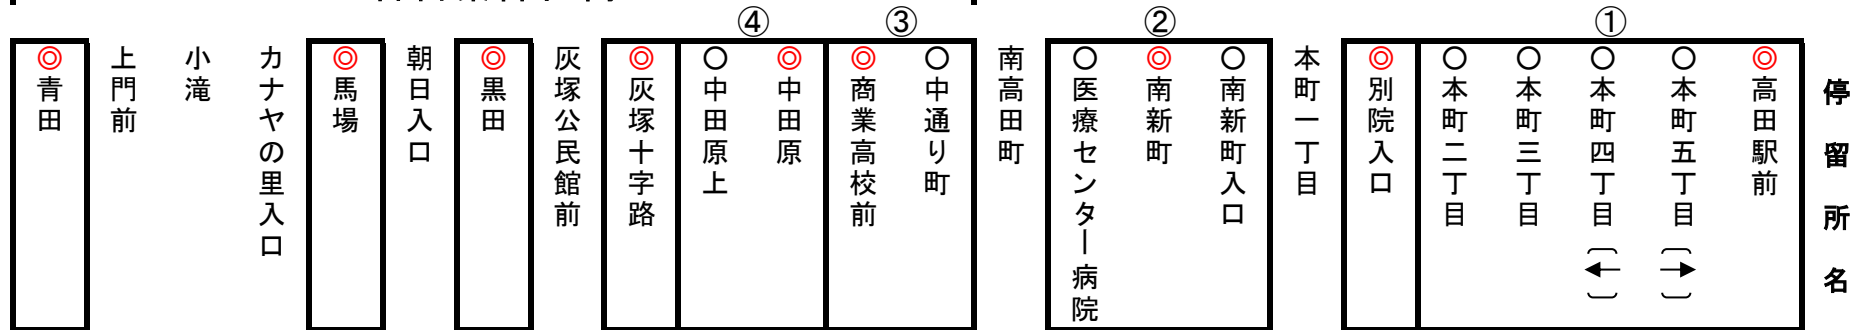 停留所名
①
◎高田駅前
○本町五丁目(→)
○本町四丁目(←)
○本町三丁目
○本町二丁目
◎別院入口
本町一丁目
②
○南新町入口
◎南新町
○医療センター病院
南高田町
③
○中通り町
◎商業高校前
④
◎中田原
○中田原上
◎灰塚十字路
灰塚公民館前
◎黒田
朝日入口
◎馬場
カナヤの里入口
小滝
上門前
◎青田